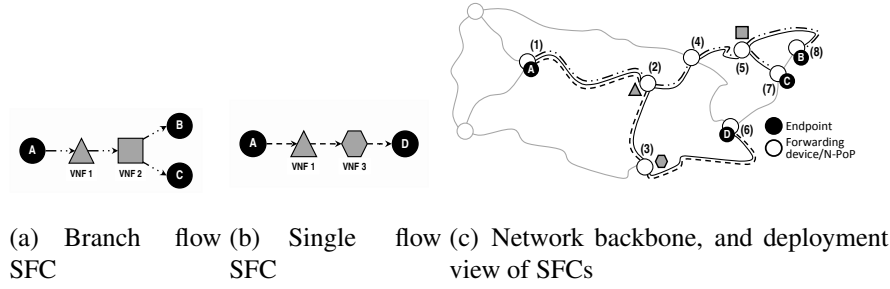 A
VNF 1
VNF 2
B
C
A
VNF 1
VNF 3
D
(1)
A
(2)
(3)
(4)
(5)
B
(8)
(7)
C
D
(6)
Endpoint
Forwarding
device/N-PoP
(a) Branch flow
SFC
(b) Single flow
SFC
(c) Network backbone, and deployment
view of SFCs